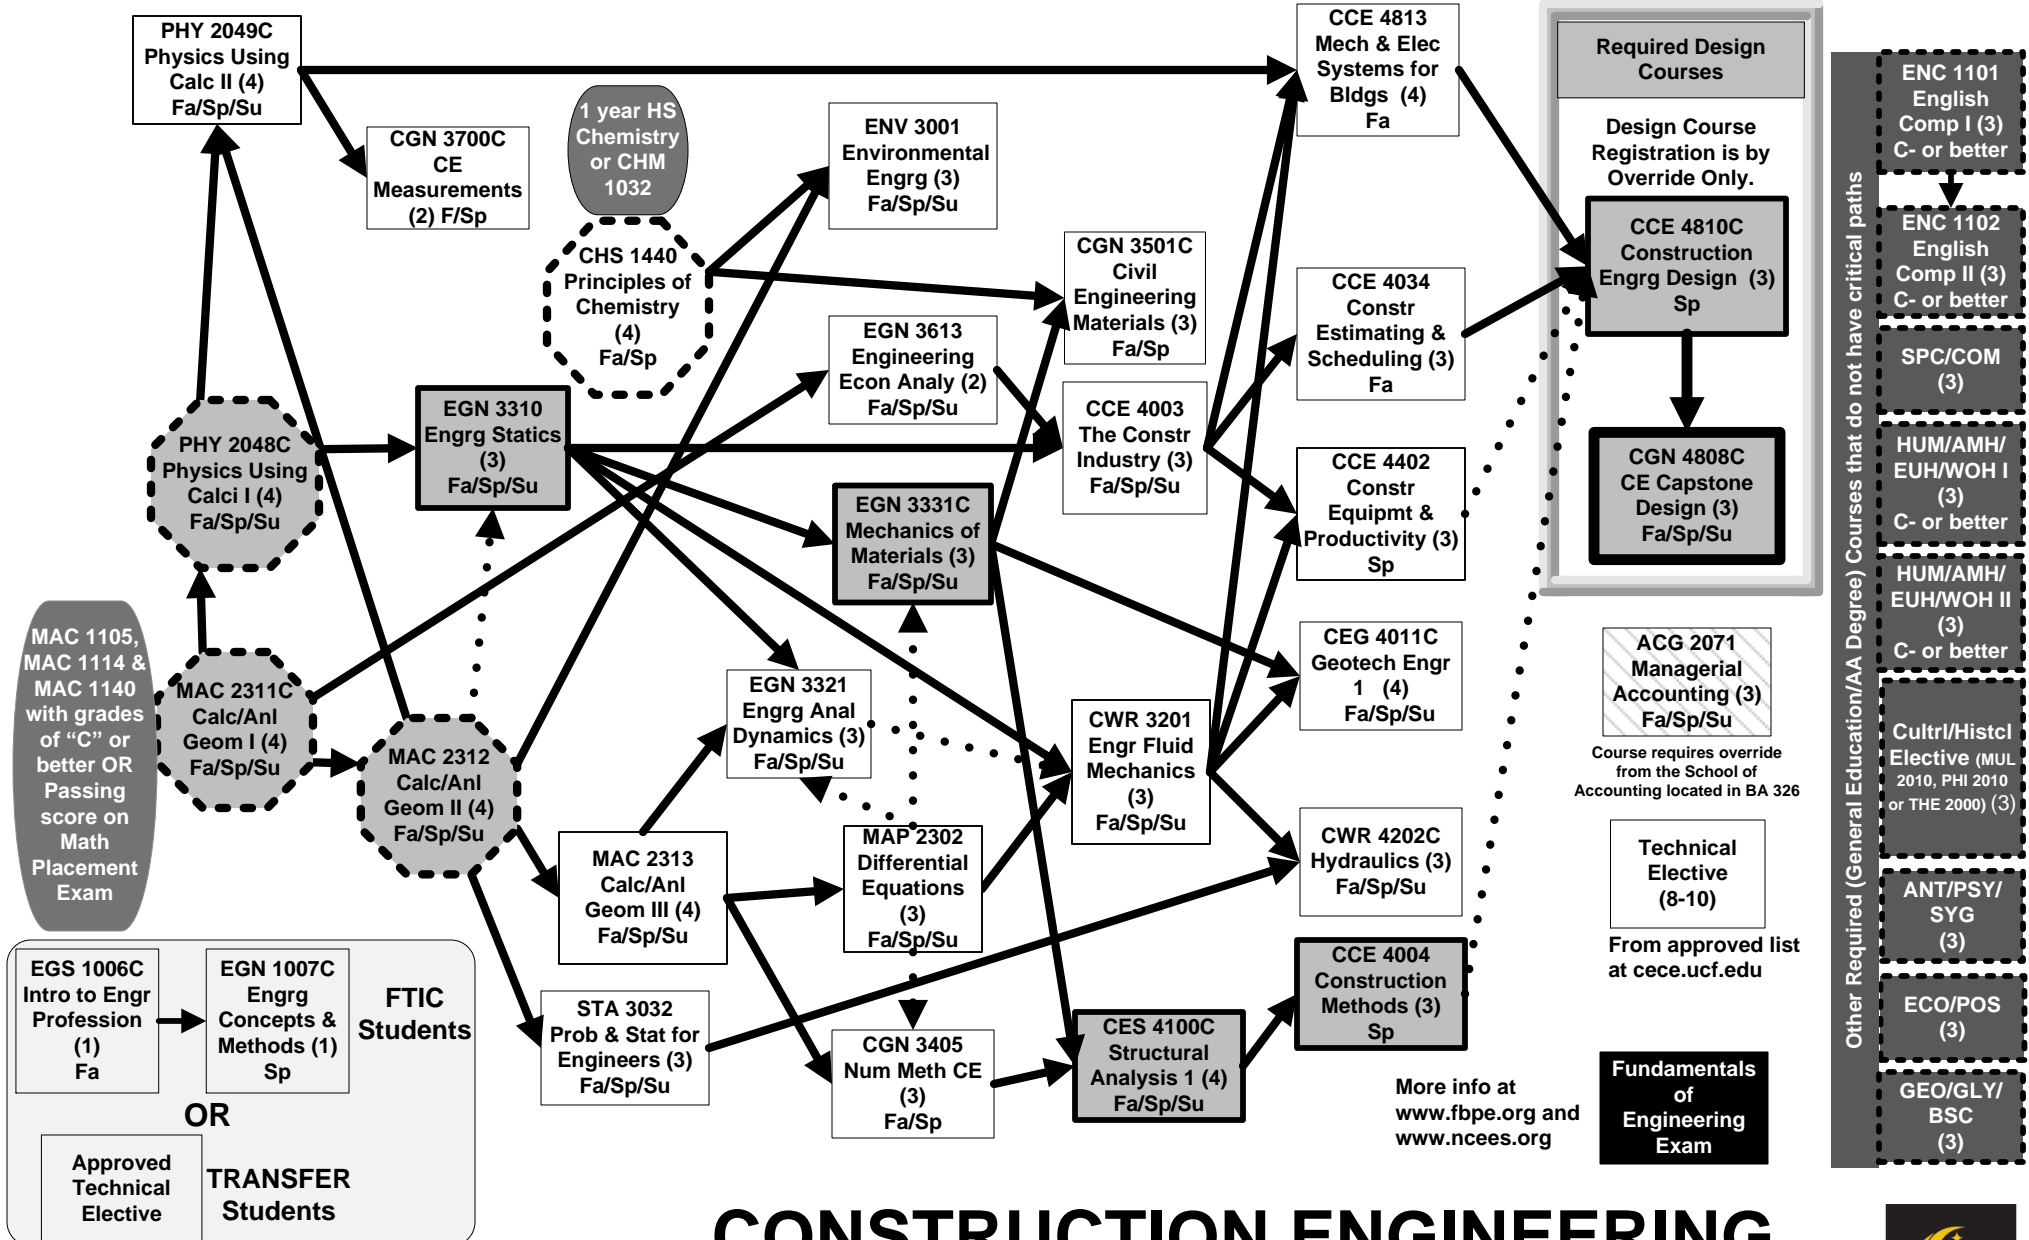 PHY 2049C
Physics Using
Calc II (4)
Fa/Sp/Su
CGN 3700C
CE
Measurements
(2) F/Sp
1 year HS
Chemistry
or CHM
1032
CHS 1440
Principles of
Chemistry
(4)
Fa/Sp
ENV 3001
Environmental
Engrg (3)
Fa/Sp/Su
EGN 3613
Engineering
Econ Analy (2)
Fa/Sp/Su
CGN 3501C
Civil
Engineering
Materials (3)
Fa/Sp
CCE 4003
The Constr
Industry (3)
Fa/Sp/Su
CCE 4813
Mech & Elec
Systems for
Bldgs (4)
Fa
CCE 4034
Constr
Estimating &
Scheduling (3)
Fa
CCE 4402
Constr
Equipmt &
Productivity (3)
Sp
Required Design
Courses
Design Course
Registration is by
Override Only.
CCE 4810C
Construction
Engrg Design (3)
Sp
CGN 4808C
CE Capstone
Design (3)
Fa/Sp/Su
PHY 2048C
Physics Using
Calci I (4)
Fa/Sp/Su
EGN 3310
Engrg Statics
(3)
Fa/Sp/Su
EGN 3331C
Mechanics of
Materials (3)
Fa/Sp/Su
MAC 1105,
MAC 1114 &
MAC 1140
with grades
of “C” or
better OR
Passing
score on
Math
Placement
Exam
MAC 2311C
Calc/Anl
Geom I (4)
Fa/Sp/Su
MAC 2312
Calc/Anl
Geom II (4)
Fa/Sp/Su
EGN 3321
Engrg Anal
Dynamics (3)
Fa/Sp/Su
MAC 2313
Calc/Anl
Geom III (4)
Fa/Sp/Su
MAP 2302
Differential
Equations
(3)
Fa/Sp/Su
CWR 3201
Engr Fluid
Mechanics
(3)
Fa/Sp/Su
CEG 4011C
Geotech Engr
1 (4)
Fa/Sp/Su
CWR 4202C
Hydraulics (3)
Fa/Sp/Su
STA 3032
Prob & Stat for
Engineers (3)
Fa/Sp/Su
CGN 3405
Num Meth CE
(3)
Fa/Sp
CES 4100C
Structural
Analysis 1 (4)
Fa/Sp/Su
CCE 4004
Construction
Methods (3)
Sp
ACG 2071
Managerial
Accounting (3)
Fa/Sp/Su
Course requires override
from the School of
Accounting located in BA 326
Technical
Elective
(8-10)
From approved list
at cece.ucf.edu
More info at
www.fbpe.org and
www.ncees.org
Fundamentals
of
Engineering
Exam
EGS 1006C
Intro to Engr
Profession
(1)
Fa
EGN 1007C
Engrg
Concepts &
Methods (1)
Sp
FTIC
Students
OR
Approved
Technical
Elective
TRANSFER
Students
Other Required (General Education/AA Degree) Courses that do not have critical paths
ENC 1101
English
Comp I (3)
C- or better
ENC 1102
English
Comp II (3)
C- or better
SPC/COM
(3)
HUM/AMH/
EUH/WOH I
(3)
C- or better
HUM/AMH/
EUH/WOH II
(3)
C- or better
Cultrl/Histcl
Elective (MUL
2010, PHI 2010
or THE 2000) (3)
ANT/PSY/
SYG
(3)
ECO/POS
(3)
GEO/GLY/
BSC
(3)
CONSTRUCTION ENGINEERING